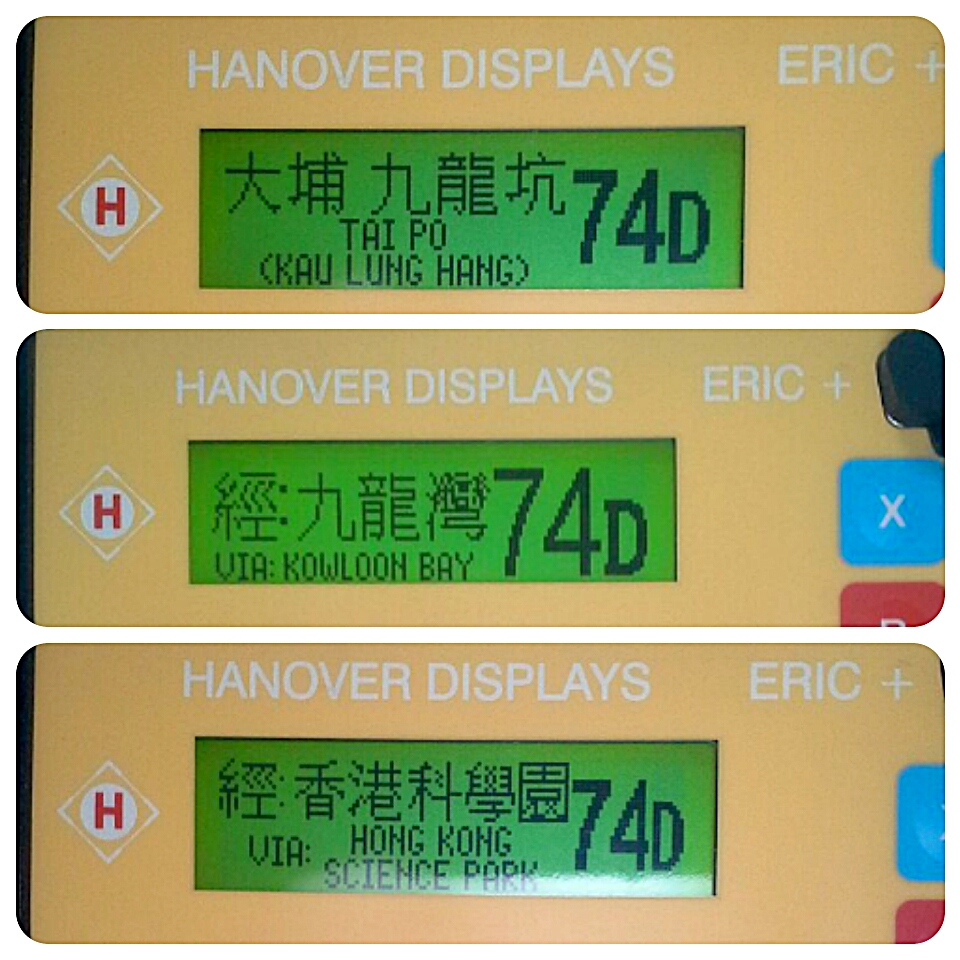 HANOVER DISPLAYS ERIC +
H
大埔 九龍坑 74D
TAI PO
(KAU LUNG HANG)
HANOVER DISPLAYS ERIC +
H
經:九龍灣 74D
VIA: KOWLOON BAY
X
HANOVER DISPLAYS ERIC +
H
經:香港科學園 74D
VIA: HONG KONG
SCIENCE PARK